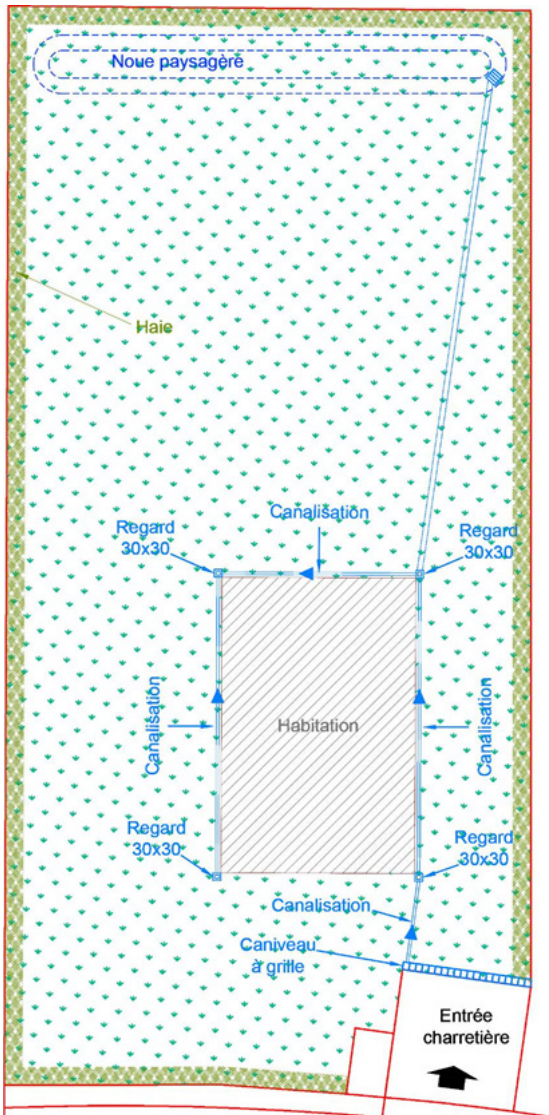 Noue paysagère
Haie
Canalisation
Regard
30x30
Regard
30x30
Canalisation
Habitation
Canalisation
Regard
30x30
Regard
30x30
Canalisation
Caniveau
à grille
Entrée
charretière